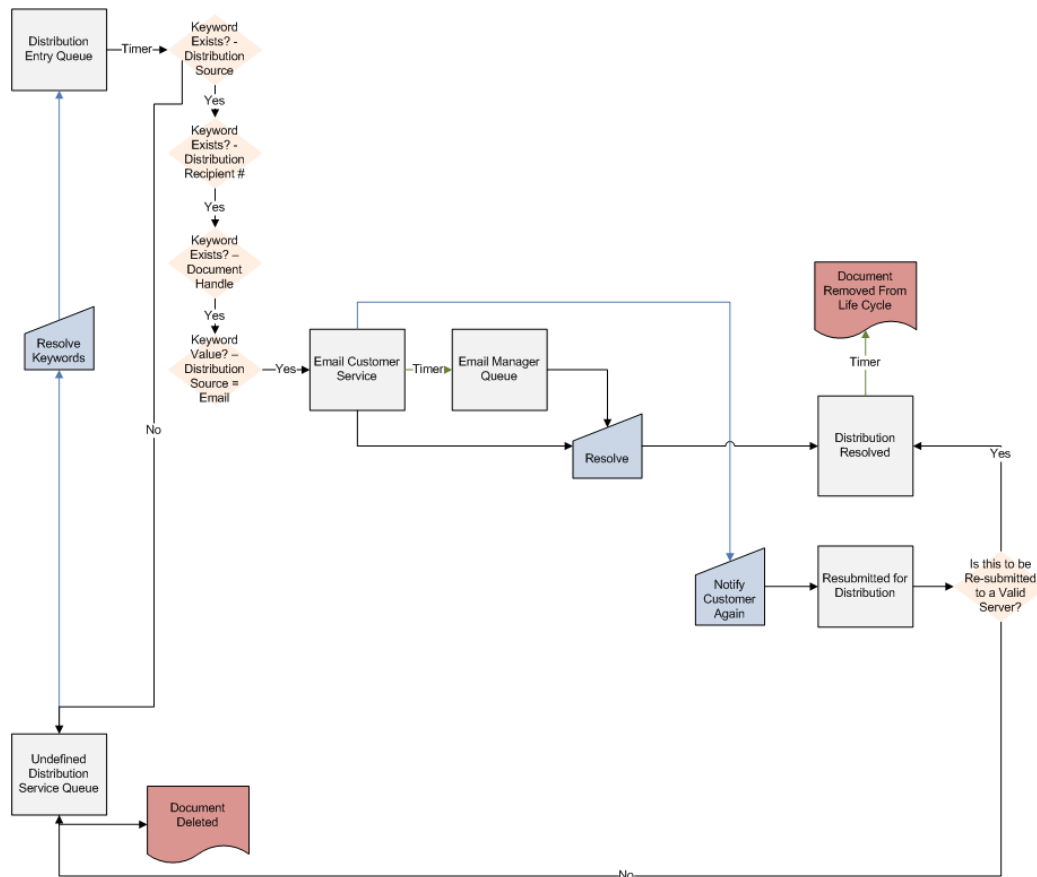 Distribution
Entry Queue
Timer
Keyword
Exists? -
Distribution
Source
Yes
Keyword
Exists? -
Distribution
Recipient #
Yes
Keyword
Exists? –
Document
Handle
Yes
Keyword
Value? –
Distribution
Source =
Email
Yes
Email Customer
Service
Timer
Email Manager
Queue
Resolve
Document
Removed From
Life Cycle
Timer
Distribution
Resolved
Yes
Resolve
Keywords
No
Notify
Customer
Again
Resubmitted for
Distribution
Is this to be
Re-submitted
to a Valid
Server?
Undefined
Distribution
Service Queue
Document
Deleted
No